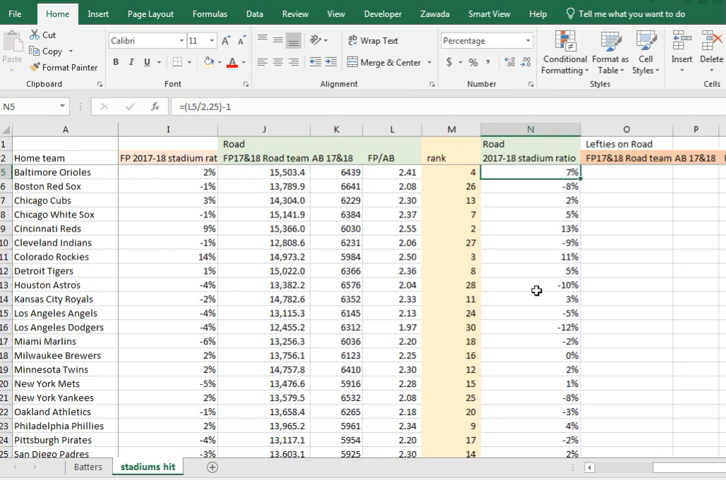 File Home Insert Page Layout Formulas Data Review View Developer Zawada Smart View Help Tell me what you want to do
Cut Calibri 11 A A Wrap Text Percentage
Copy
Format Painter B I U A Merge & Center $ % , Conditional Formatting Format as Table Cell Styles Insert Delete
Paste
Clipboard Font Alignment Number Styles
N5 fx =(L5/2.25)-1
A I J K L M N O P
1 Road Road Lefties on Road
2 Home team FP 2017-18 stadium rat FP17&18 Road team AB 17&18 FP/AB rank 2017-18 stadium ratio FP17&18 Road team AB 17&18
5 Baltimore Orioles 2% 15,503.4 6439 2.41 4 7%
6 Boston Red Sox -1% 13,789.9 6641 2.08 26 -8%
7 Chicago Cubs 3% 14,304.0 6229 2.30 13 2%
8 Chicago White Sox -1% 15,141.9 6384 2.37 7 5%
9 Cincinnati Reds 9% 15,366.0 6030 2.55 2 13%
10 Cleveland Indians -1% 12,808.6 6231 2.06 27 -9%
11 Colorado Rockies 14% 14,973.2 5984 2.50 3 11%
12 Detroit Tigers 1% 15,022.0 6366 2.36 8 5%
13 Houston Astros -4% 13,382.2 6576 2.04 28 -10%
14 Kansas City Royals -2% 14,782.6 6352 2.33 11 3%
15 Los Angeles Angels -4% 13,115.3 6145 2.13 24 -5%
16 Los Angeles Dodgers -4% 12,455.2 6312 1.97 30 -12%
17 Miami Marlins -6% 13,256.3 6036 2.20 18 -2%
18 Milwaukee Brewers 2% 13,756.1 6123 2.25 16 0%
19 Minnesota Twins 2% 14,757.8 6410 2.30 12 2%
20 New York Mets -5% 13,476.6 5916 2.28 15 1%
21 New York Yankees 2% 13,579.5 6532 2.08 25 -8%
22 Oakland Athletics -1% 13,658.4 6265 2.18 20 -3%
23 Philadelphia Phillies 2% 13,965.2 5961 2.34 9 4%
24 Pittsburgh Pirates -4% 13,117.1 5954 2.20 17 -2%
25 San Diego Padres -3% 13,603.1 5925 2.30 14 2%
Batters stadiums hit